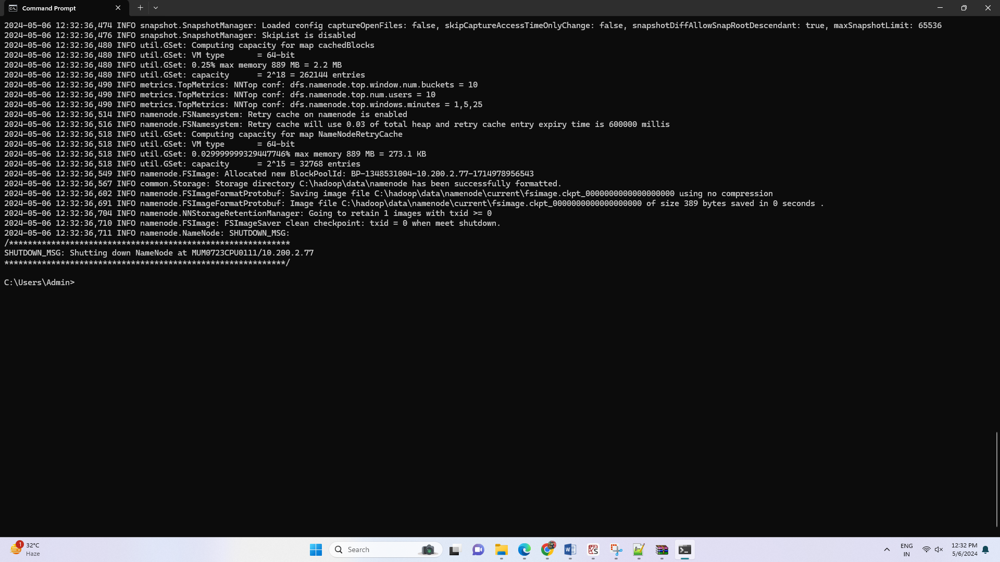 Command Prompt
2024-05-06 12:32:36,474 INFO snapshot.SnapshotManager: Loaded config captureOpenFiles: false, skipCaptureAccessTimeOnlyChange: false, snapshotDiffAllowSnapRootDescendant: true, maxSnapshotLimit: 65536
2024-05-06 12:32:36,476 INFO snapshot.SnapshotManager: SkipList is disabled
2024-05-06 12:32:36,480 INFO util.GSet: Computing capacity for map cachedBlocks
2024-05-06 12:32:36,480 INFO util.GSet: VM type       = 64-bit
2024-05-06 12:32:36,480 INFO util.GSet: 0.25% max memory 889 MB = 2.2 MB
2024-05-06 12:32:36,480 INFO util.GSet: capacity      = 2^18 = 262144 entries
2024-05-06 12:32:36,490 INFO metrics.TopMetrics: NNTop conf: dfs.namenode.top.window.num.buckets = 10
2024-05-06 12:32:36,490 INFO metrics.TopMetrics: NNTop conf: dfs.namenode.top.num.users = 10
2024-05-06 12:32:36,490 INFO metrics.TopMetrics: NNTop conf: dfs.namenode.top.windows.minutes = 1,5,25
2024-05-06 12:32:36,514 INFO namenode.FSNamesystem: Retry cache on namenode is enabled
2024-05-06 12:32:36,516 INFO namenode.FSNamesystem: Retry cache will use 0.03 of total heap and retry cache entry expiry time is 600000 millis
2024-05-06 12:32:36,518 INFO util.GSet: Computing capacity for map NameNodeRetryCache
2024-05-06 12:32:36,518 INFO util.GSet: VM type       = 64-bit
2024-05-06 12:32:36,518 INFO util.GSet: 0.029999999329447746% max memory 889 MB = 273.1 KB
2024-05-06 12:32:36,518 INFO util.GSet: capacity      = 2^15 = 32768 entries
2024-05-06 12:32:36,549 INFO namenode.FSImage: Allocated new BlockPoolId: BP-1348531004-10.200.2.77-1714978956543
2024-05-06 12:32:36,567 INFO common.Storage: Storage directory C:\hadoop\data\namenode has been successfully formatted.
2024-05-06 12:32:36,602 INFO namenode.FSImageFormatProtobuf: Saving image file C:\hadoop\data\namenode\current\fsimage.ckpt_0000000000000000000 using no compression
2024-05-06 12:32:36,691 INFO namenode.FSImageFormatProtobuf: Image file C:\hadoop\data\namenode\current\fsimage.ckpt_0000000000000000000 of size 389 bytes saved in 0 seconds .
2024-05-06 12:32:36,704 INFO namenode.NNStorageRetentionManager: Going to retain 1 images with txid >= 0
2024-05-06 12:32:36,710 INFO namenode.FSImage: FSImageSaver clean checkpoint: txid = 0 when meet shutdown.
2024-05-06 12:32:36,711 INFO namenode.NameNode: SHUTDOWN_MSG:
/************************************************************
SHUTDOWN_MSG: Shutting down NameNode at MUM0723CPU0111/10.200.2.77
************************************************************/
C:\Users\Admin>
1
32°C
Haze
Search
ENG
IN
12:32 PM
5/6/2024